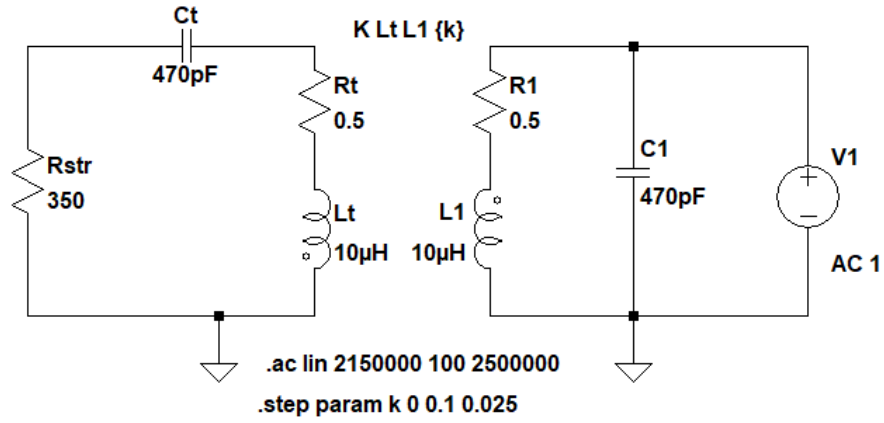 Ct
K Lt L1 {k}
470pF
Rt
0.5
R1
0.5
C1
470pF
V1
Rstr
350
Lt
10µH
L1
10µH
AC 1
.ac lin 2150000 100 2500000
.step param k 0 0.1 0.025